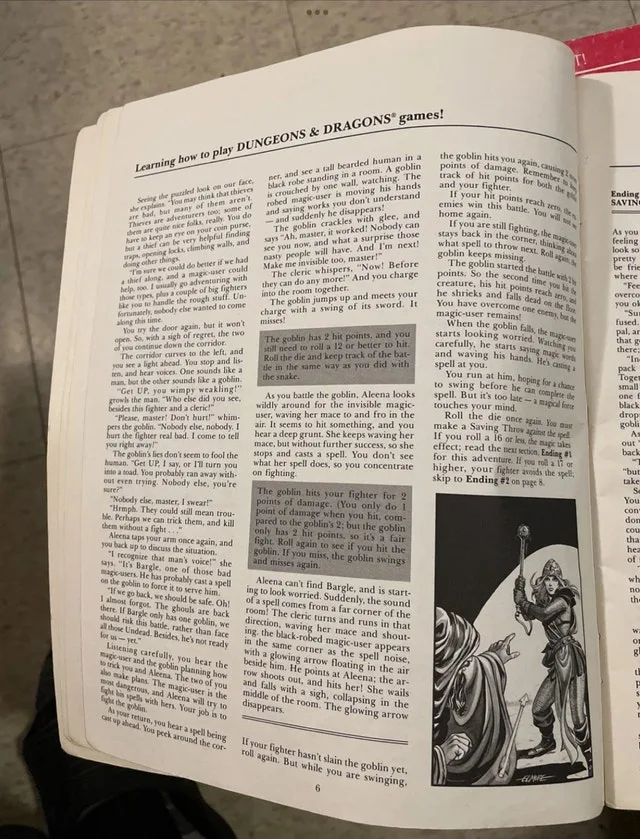 Learning how to play DUNGEONS & DRAGONS® games!
Seeing the puzzled look on our face,
she explains. "You may think that thieves
are bad, but many of them aren't.
Thieves are adventurers too; some of
them are quite nice folks, really. You do
have to keep an eye on your coin purse,
but a thief can be very helpful finding
traps, opening locks, climbing walls, and
doing other things.
"I'm sure we could do better if we had
a thief along, and a magic-user could
help, too. I usually go adventuring with
those types, plus a couple of big fighters
like you to handle the rough stuff. Un-
fortunately, nobody else wanted to come
along this time.
You try the door again, but it won't
open. So, with a sigh of regret, the two
of you continue down the corridor.
The corridor curves to the left, and
you see a light ahead. You stop and lis-
ten, and hear voices. One sounds like a
man, but the other sounds like a goblin.
"Get UP, you wimpy weakling!"
growls the man. "Who else did you see,
besides this fighter and a cleric?"
"Please, master! Don't hurt!" whim-
pers the goblin. "Nobody else, nobody. I
hurt the fighter real bad. I come to tell
you right away!"
The goblin's lies don't seem to fool the
human. "Get UP, I say, or I'll turn you
into a toad. You probably ran away with-
out even trying. Nobody else, you're
sure?"
"Nobody else, master, I swear!"
"Hrmph. They could still mean trou-
ble. Perhaps we can trick them, and kill
them without a fight . . ."
Aleena taps your arm once again, and
you back up to discuss the situation.
"I recognize that man's voice!" she
says. "It's Bargle, one of those bad
magic-users. He has probably cast a spell
on the goblin to force it to serve him.
"If we go back, we should be safe. Oh!
I almost forgot. The ghouls are back
there. If Bargle only has one goblin, we
should risk this battle, rather than face
all those Undead. Besides, he's not ready
for us — yet."
Listening carefully, you hear the
magic-user and the goblin planning how
to trick you and Aleena. The two of you
also make plans. The magic-user is the
most dangerous, and Aleena will try to
fight his spells with hers. Your job is to
fight the goblin.
As your return, you hear a spell being
cast up ahead. You peek around the cor-
ner, and see a tall bearded human in a
black robe standing in a room. A goblin
is crouched by one wall, watching. The
robed magic-user is moving his hands
and saying works you don't understand
— and suddenly he disappears!
The goblin crackles with glee, and
says "Ah, master, it worked! Nobody can
see you now, and what a surprise those
nasty people will have. And I'm next!
Make me invisible too, master!"
The cleric whispers, "Now! Before
they can do any more!" And you charge
into the room together.
The goblin jumps up and meets your
charge with a swing of its sword. It
misses!
The goblin has 2 hit points, and you
still need to roll a 12 or better to hit.
Roll the die and keep track of the bat-
tle in the same way as you did with
the snake.
As you battle the goblin, Aleena looks
wildly around for the invisible magic-
user, waving her mace to and fro in the
air. It seems to hit something, and you
hear a deep grunt. She keeps waving her
mace, but without further success, so she
stops and casts a spell. You don't see
what her spell does, so you concentrate
on fighting.
The goblin hits your fighter for 2
points of damage. (You only do 1
point of damage when you hit, com-
pared to the goblin's 2; but the goblin
only has 2 hit points, so it's a fair
fight. Roll again to see if you hit the
goblin. If you miss, the goblin swings
and misses again.
Aleena can't find Bargle, and is start-
ing to look worried. Suddenly, the sound
of a spell comes from a far corner of the
room! The cleric turns and runs in that
direction, waving her mace and shout-
ing. the black-robed magic-user appears
in the same corner as the spell noise,
with a glowing arrow floating in the air
beside him. He points at Aleena; the ar-
row shoots out, and hits her! She wails
and falls with a sigh, collapsing in the
middle of the room. The glowing arrow
disappears.
If your fighter hasn't slain the goblin yet,
roll again. But while you are swinging,
the goblin hits you again, causing 2
points of damage. Remember to
track of hit points for both the
and your fighter.
If your hit points reach zero,
emies win this battle. You will
home again.
If you are still fighting, the magic-user
stays back in the corner, thinking about
what spell to throw next. Roll again
goblin keeps missing.
The goblin started the battle with 2
points. So the second time you hit
creature, his hit points reach zero, and
he shrieks and falls dead on the floor.
You have overcome one enemy, but the
magic-user remains!
When the goblin falls, the magic-user
starts looking worried. Watching you
carefully, he starts saying magic words
and waving his hands. He's casting a
spell at you.
You run at him, hoping for a chance
to swing before he can complete the
spell. But it's too late — a magical force
touches your mind.
Roll the die once again. You must
make a Saving Throw against the spell.
If you roll a 16 or less, the magic takes
effect; read the next section, Ending #1
for this adventure. If you roll a 17 or
higher, your fighter avoids the spell;
skip to Ending #2 on page 8.
ELMORE
6
T!
Ending
SAVIN
As you
feeling
look so
pretty
be frie
where